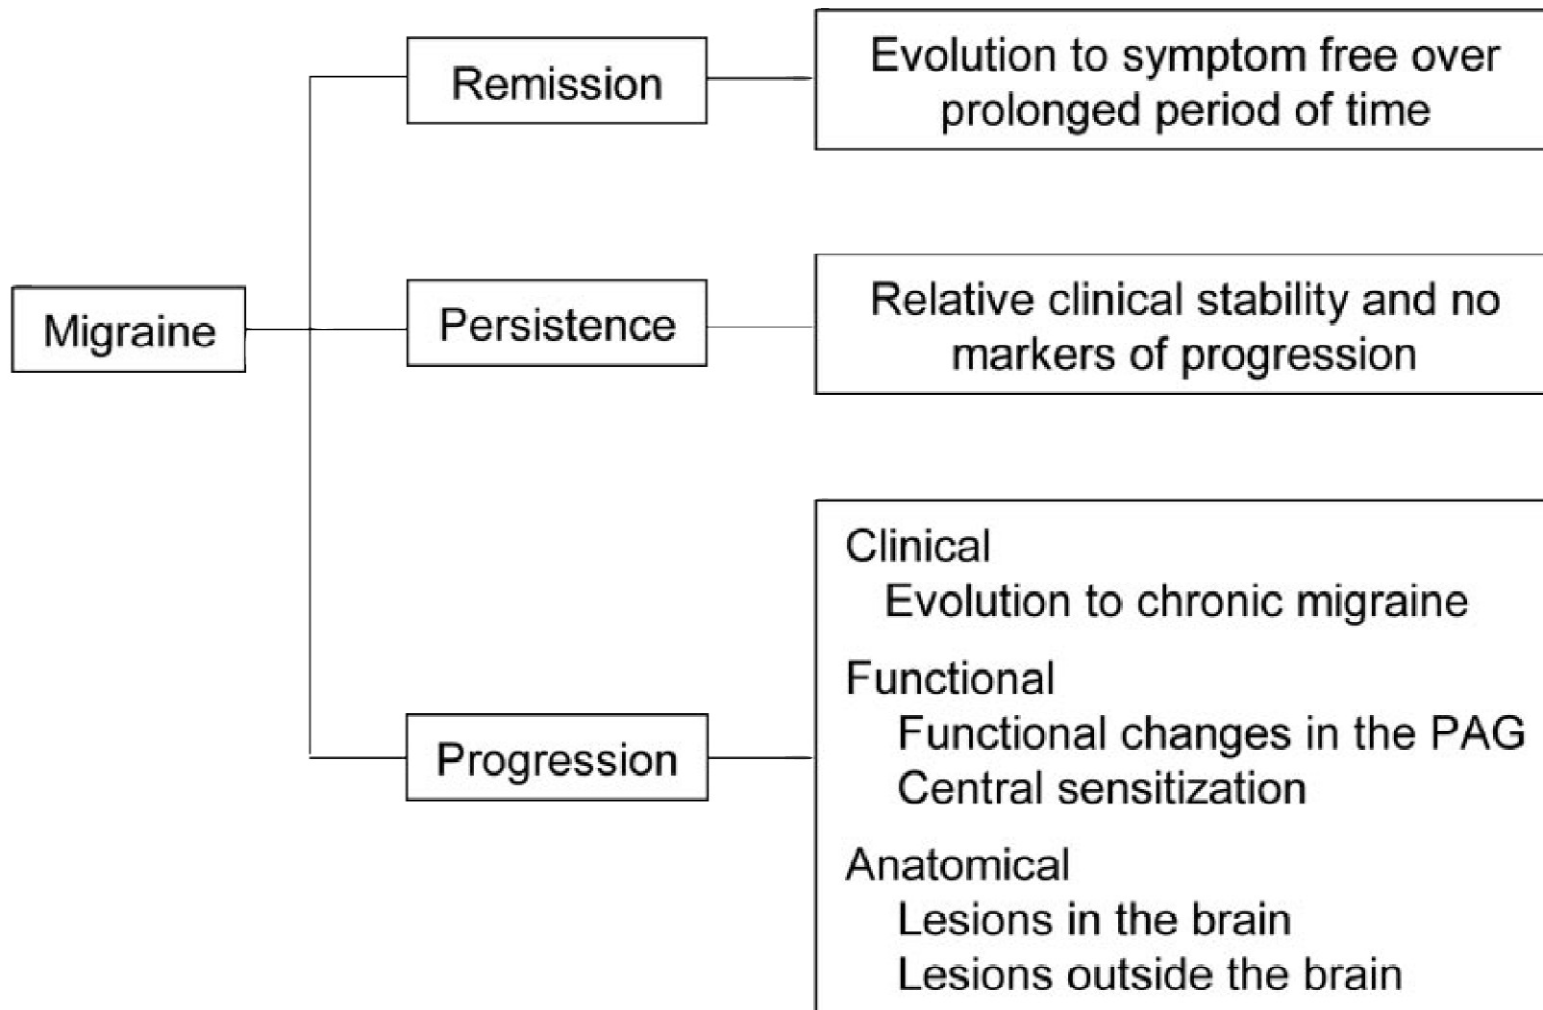 Migraine
Remission
Evolution to symptom free over
prolonged period of time
Persistence
Relative clinical stability and no
markers of progression
Progression
Clinical
Evolution to chronic migraine
Functional
Functional changes in the PAG
Central sensitization
Anatomical
Lesions in the brain
Lesions outside the brain